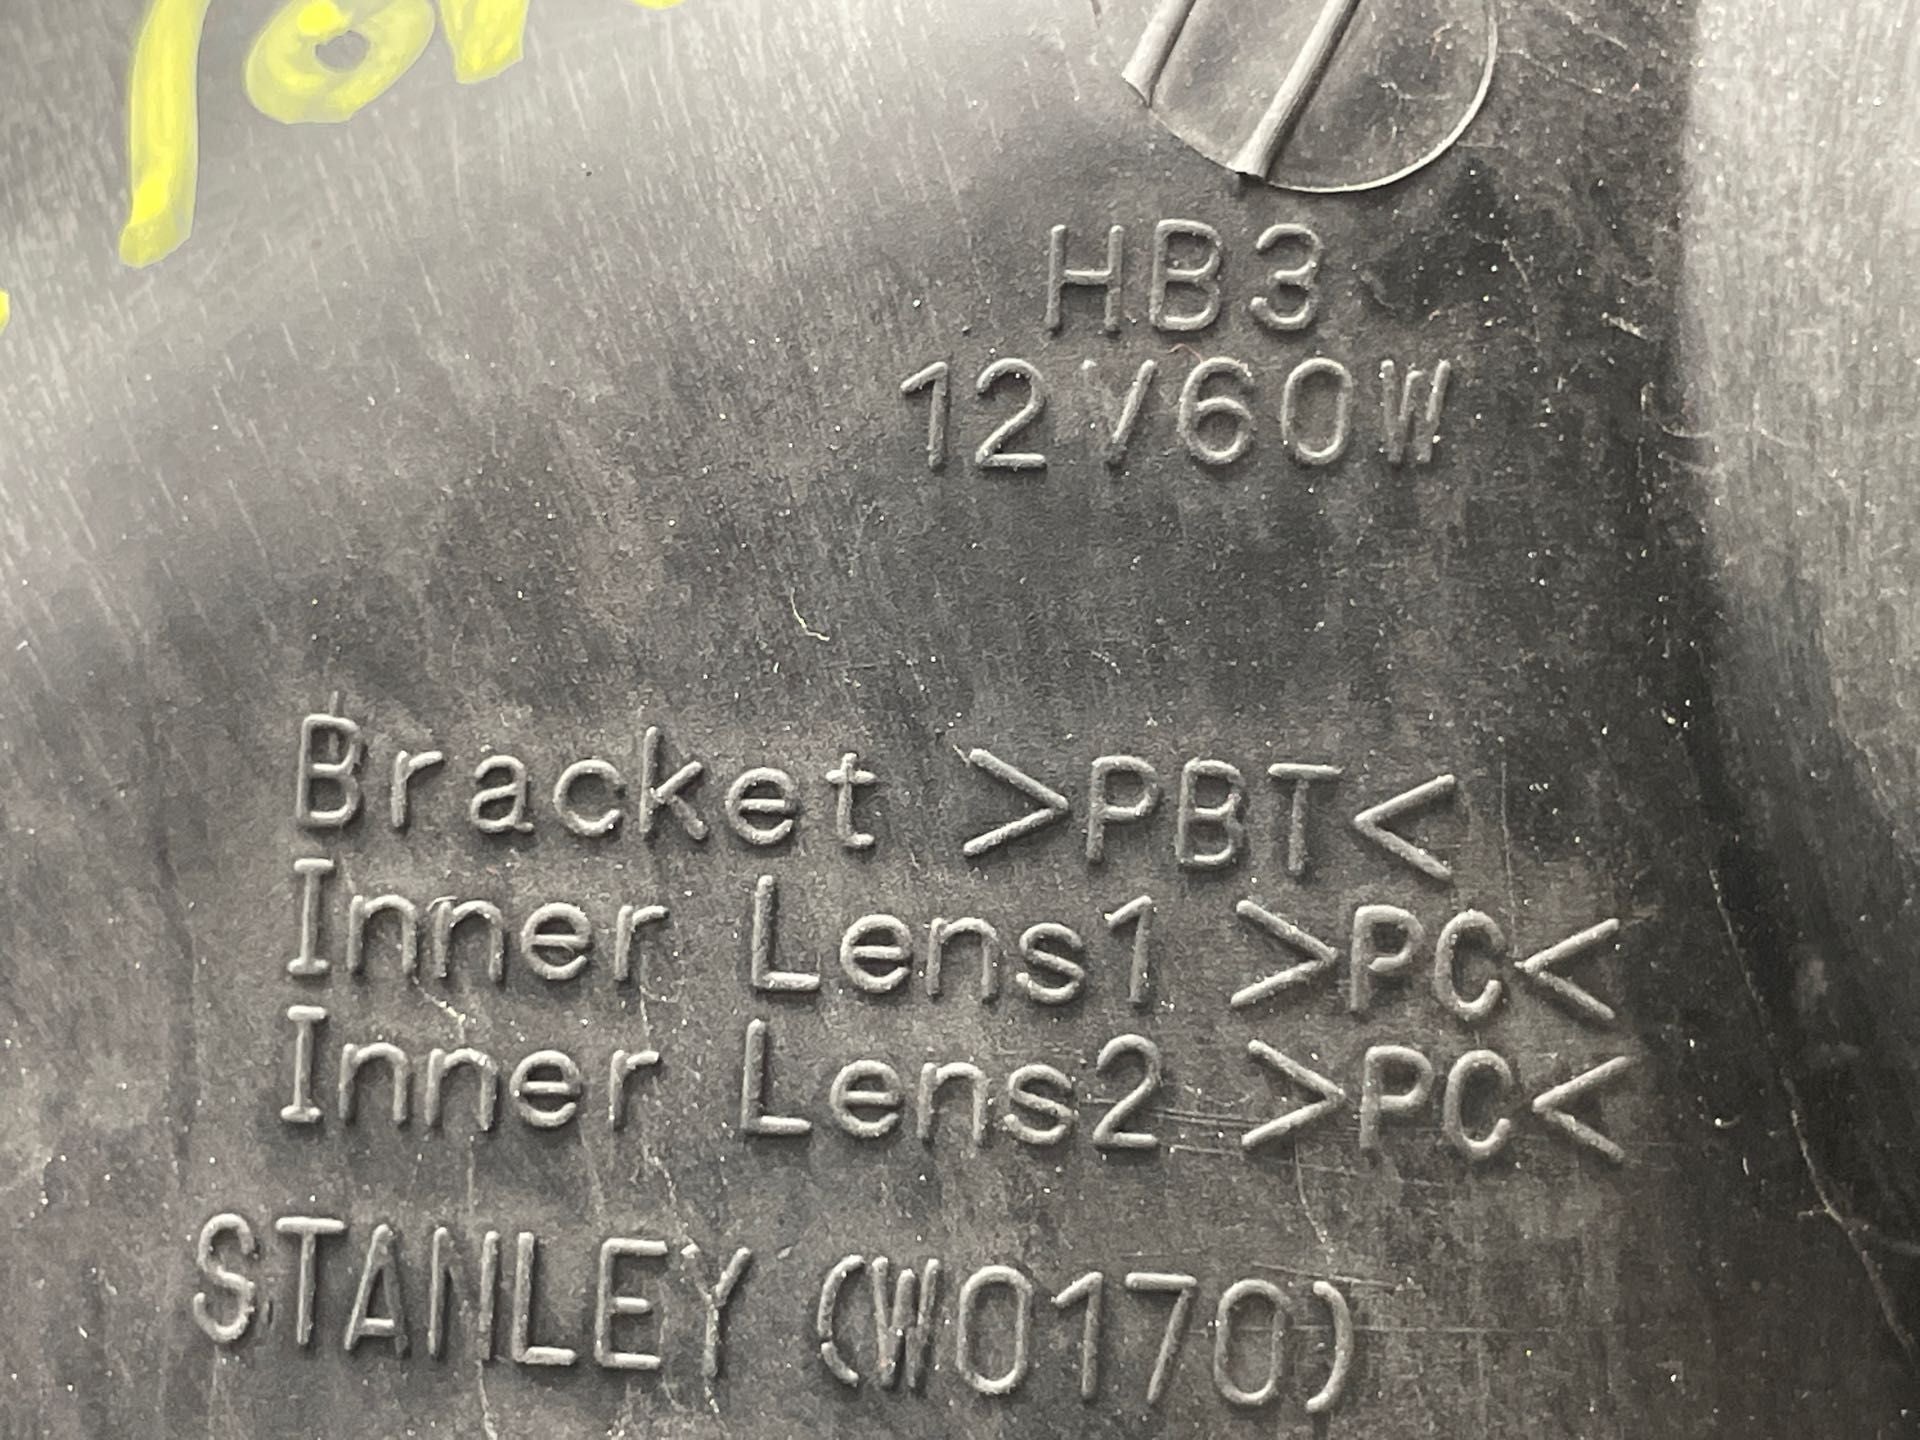 HB3
12V60W
Bracket >PBT<
Inner Lens1 >PC<
Inner Lens2 >PC<
STANLEY (W0170)